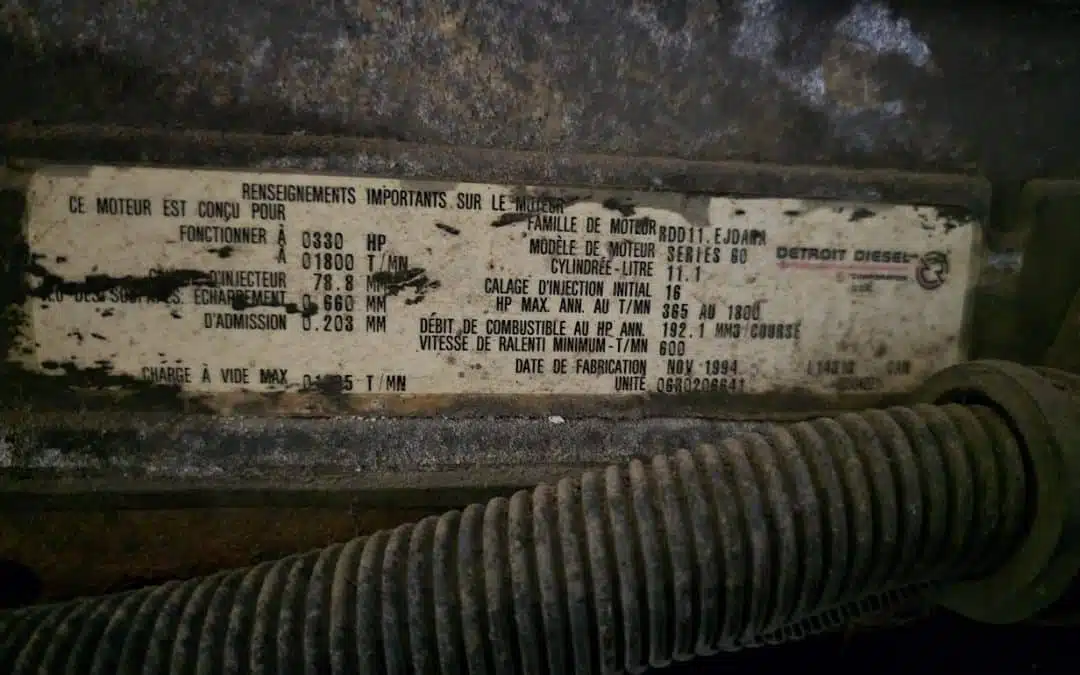 RENSEIGNEMENTS IMPORTANTS SUR LE MOTEUR
CE MOTEUR EST CONÇU POUR
FONCTIONNER À 0330 HP
À 01800 T/MN
D'INJECTEUR 78.8 MM
ECHAPPEMENT 0.660 MM
D'ADMISSION 0.203 MM
CHARGE À VIDE MAX T/MN
FAMILLE DE MOTEUR
MODÈLE DE MOTEUR SERIES 60
CYLINDRÉE-LITRE 11.1
CALAGE D'INJECTION INITIAL 16
HP MAX. ANN. AU T/MN 365 AU 1800
DÉBIT DE COMBUSTIBLE AU HP ANN. 192.1 MM3/COURSE
VITESSE DE RALENTI MINIMUM-T/MN 600
DATE DE FABRICATION NOV 1994
UNITÉ 06R0206641
DETROIT DIESEL